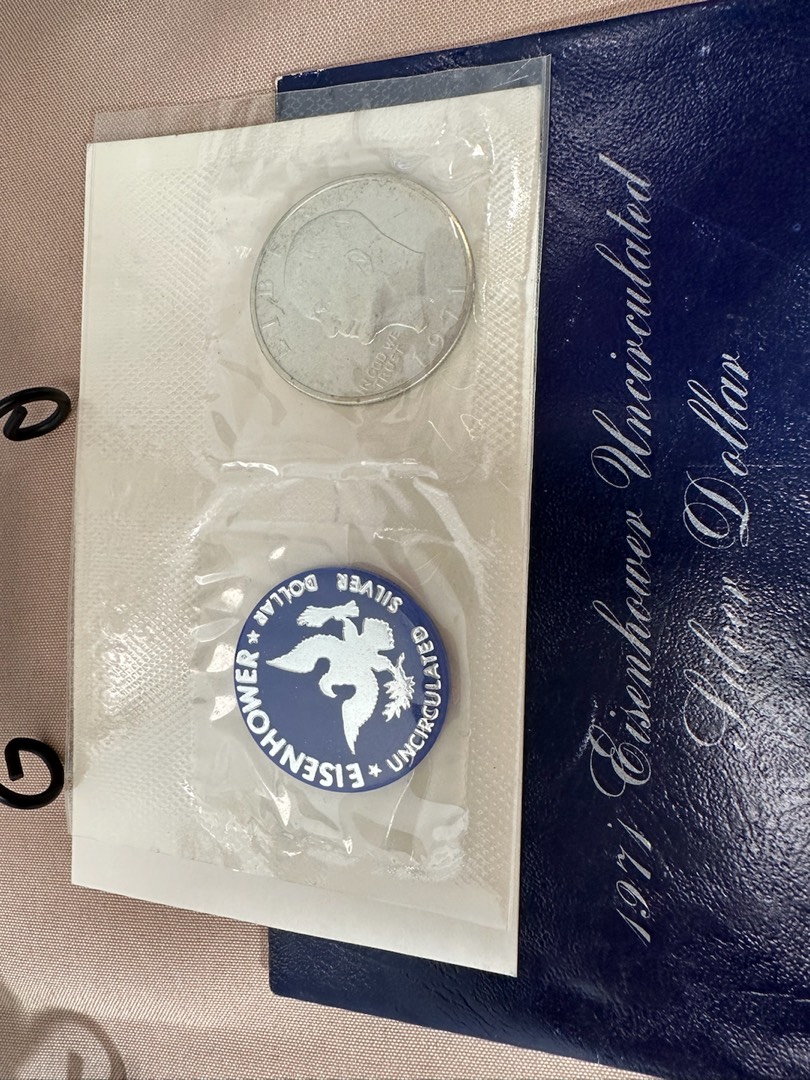 LIBERTY
IN GOD WE
TRUST
1971
EISENHOWER
★ UNCIRCULATED
SILVER DOLLAR ★
1971 Eisenhower Uncirculated
Silver Dollar